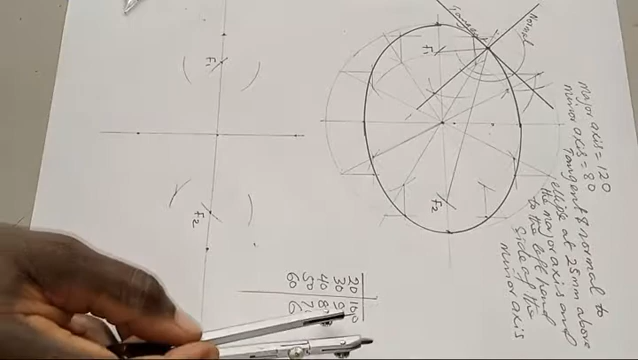 major axis = 120
minor axis = 80
Tangent & normal to
ellipse at 25mm above
the major axis and
to the left hand
side of the
minor axis
Tangent
Normal
F1
F2
F1
F2
20 100
30 90
40 80
50 70
60 6